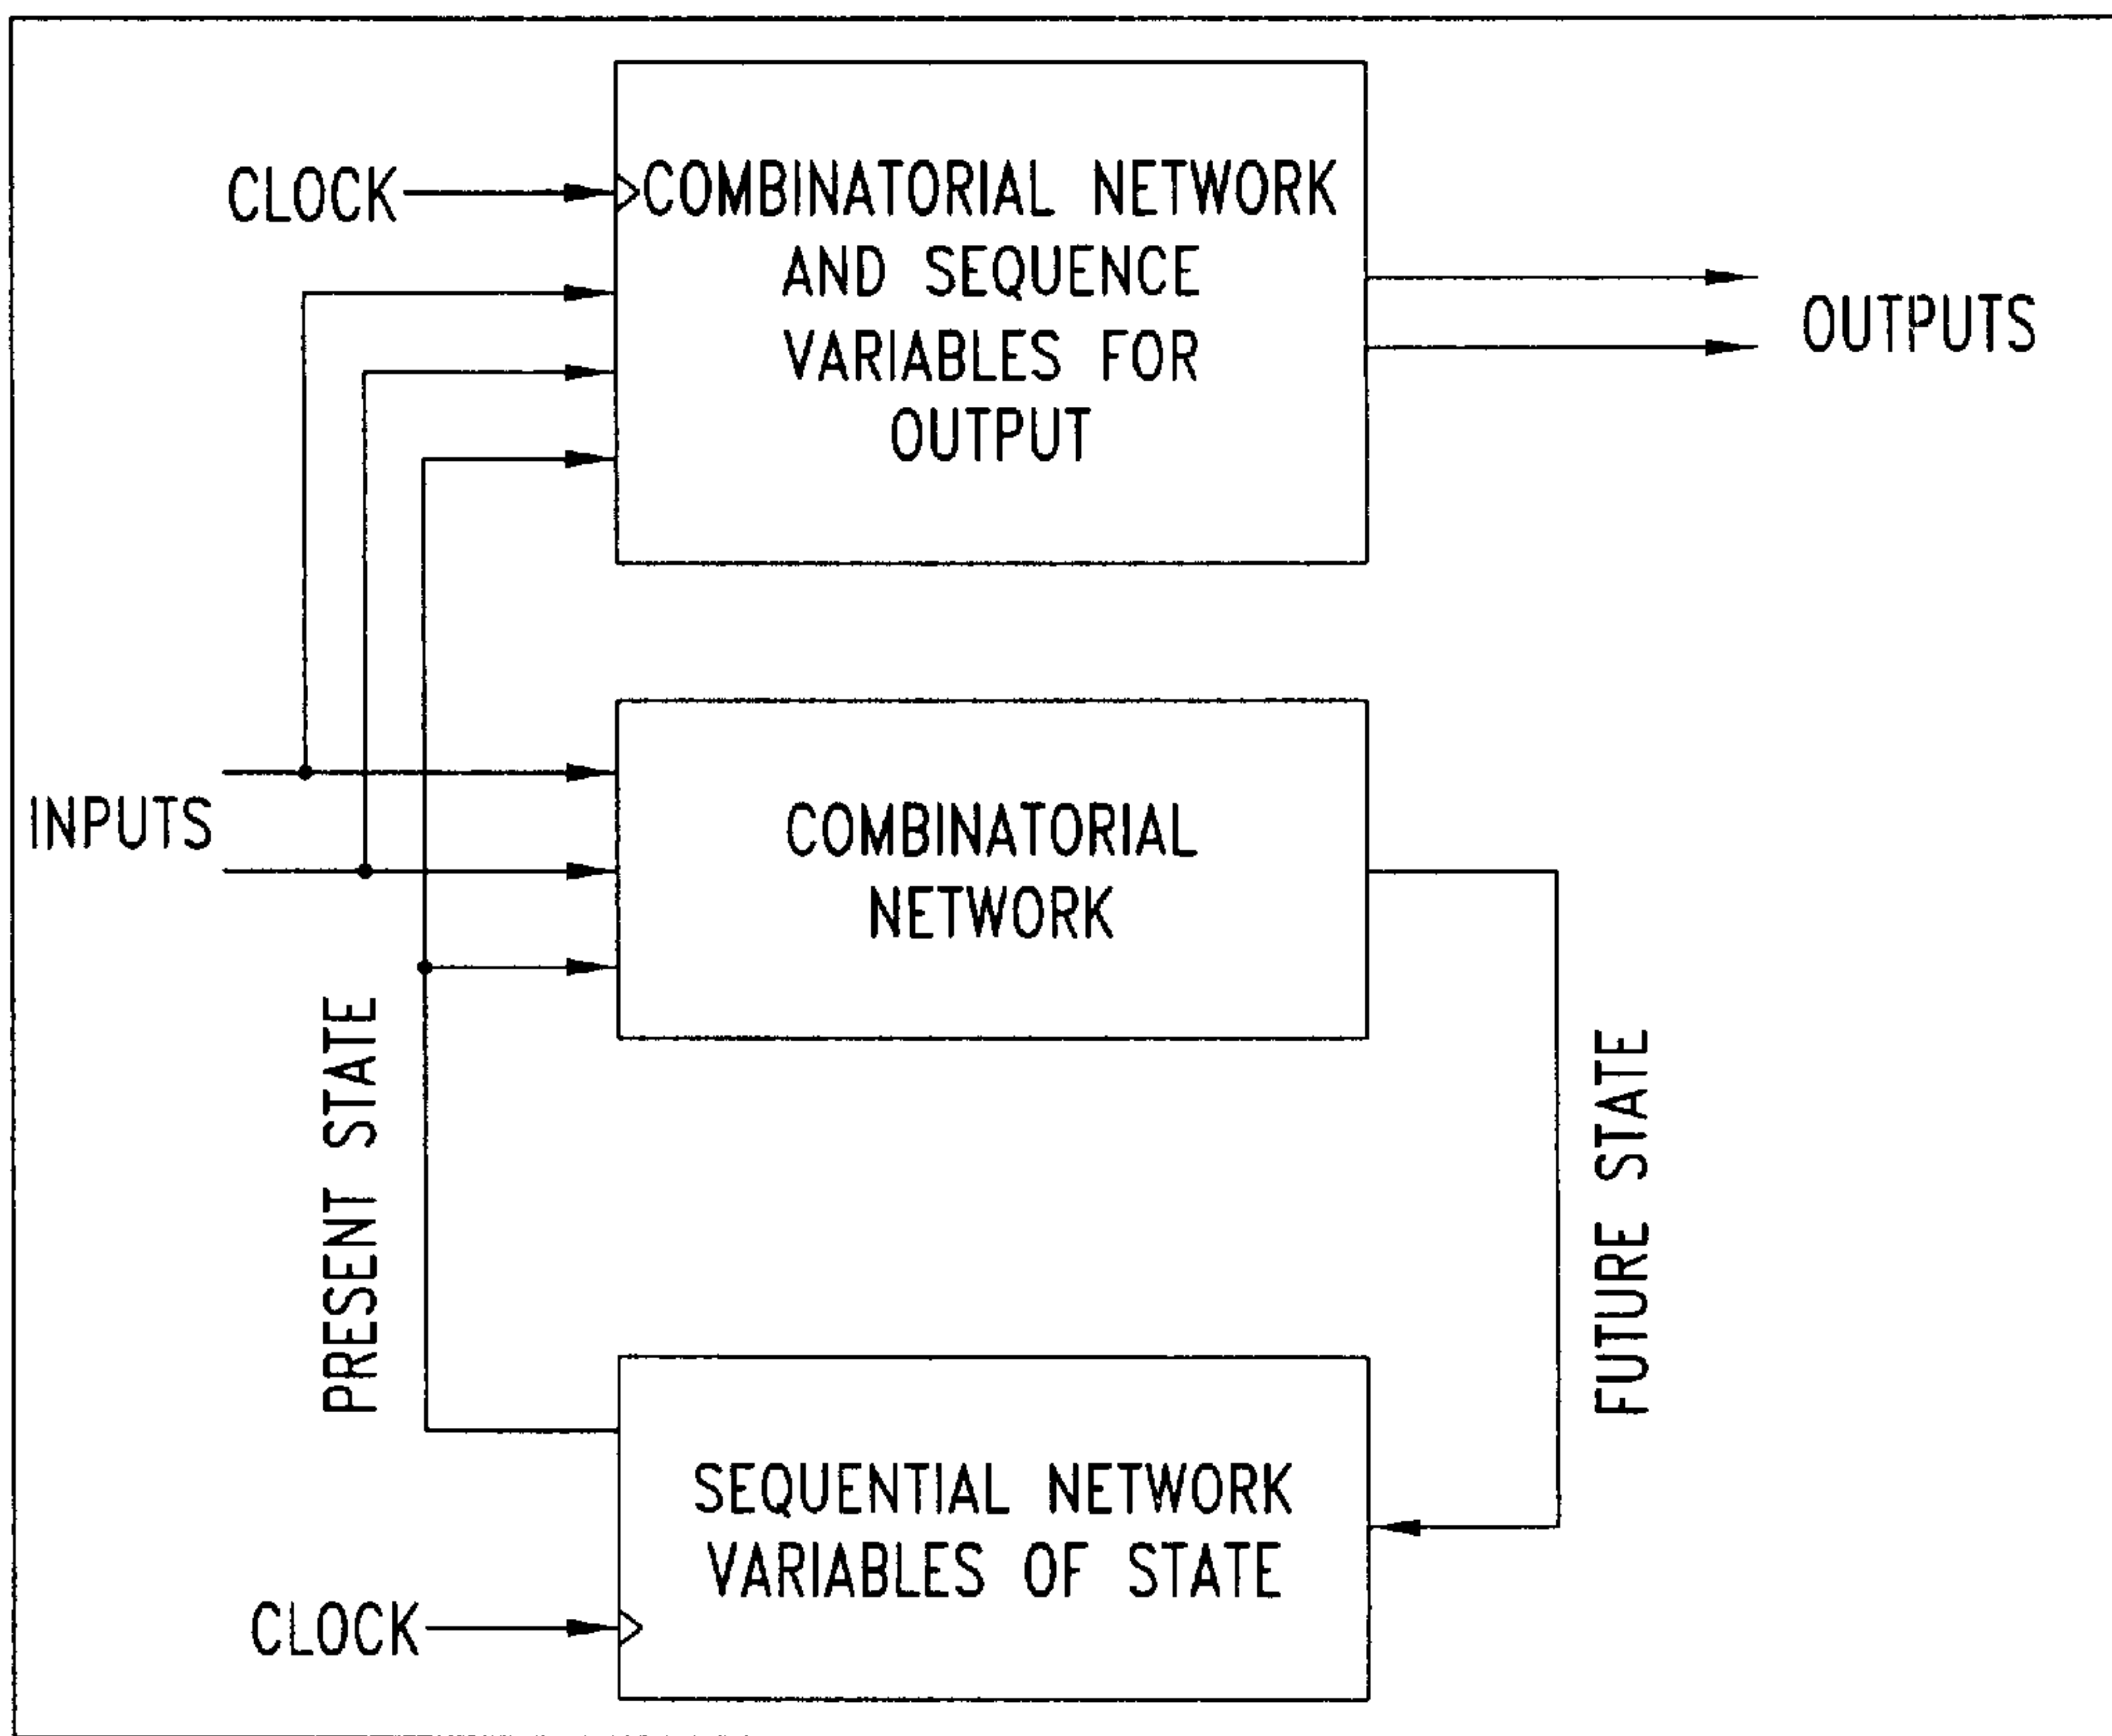 CLOCK
COMBINATORIAL NETWORK
AND SEQUENCE
VARIABLES FOR
OUTPUT
OUTPUTS
INPUTS
COMBINATORIAL
NETWORK
PRESENT STATE
FUTURE STATE
SEQUENTIAL NETWORK
VARIABLES OF STATE
CLOCK